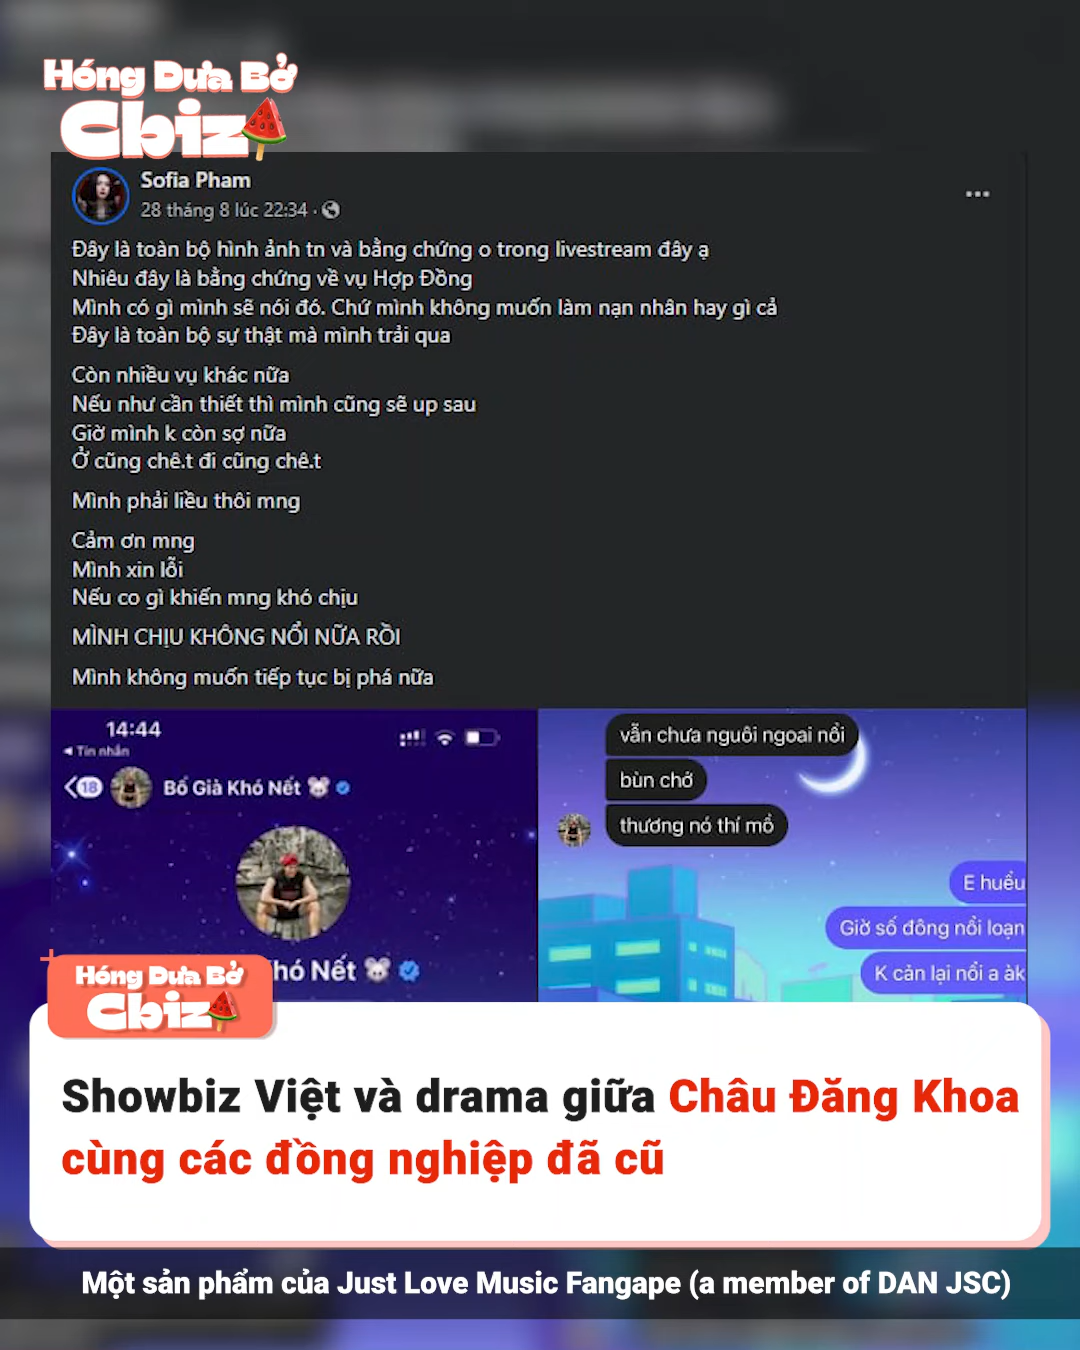 Hóng Dưa Bở
Cbiz
Sofia Pham
28 tháng 8 lúc 22:34 ·
Đây là toàn bộ hình ảnh tn và bằng chứng o trong livestream đây ạ
Nhiêu đây là bằng chứng về vụ Hợp Đồng
Mình có gì mình sẽ nói đó. Chứ mình không muốn làm nạn nhân hay gì cả
Đây là toàn bộ sự thật mà mình trải qua
Còn nhiều vụ khác nữa
Nếu như cần thiết thì mình cũng sẽ up sau
Giờ mình k còn sợ nữa
Ở cũng chê.t đi cũng chê.t
Mình phải liều thôi mng
Cảm ơn mng
Mình xin lỗi
Nếu co gì khiến mng khó chịu
MÌNH CHỊU KHÔNG NỔI NỮA RỒI
Mình không muốn tiếp tục bị phá nữa
14:44
Tin nhắn
18
Bố Già Khó Nết
hó Nết
vẫn chưa nguôi ngoai nổi
bùn chớ
thương nó thí mồ
E huểu
Giờ số đông nổi loạn
K cản lại nổi a àk
Hóng Dưa Bở
Cbiz
Showbiz Việt và drama giữa Châu Đăng Khoa
cùng các đồng nghiệp đã cũ
Một sản phẩm của Just Love Music Fangape (a member of DAN JSC)